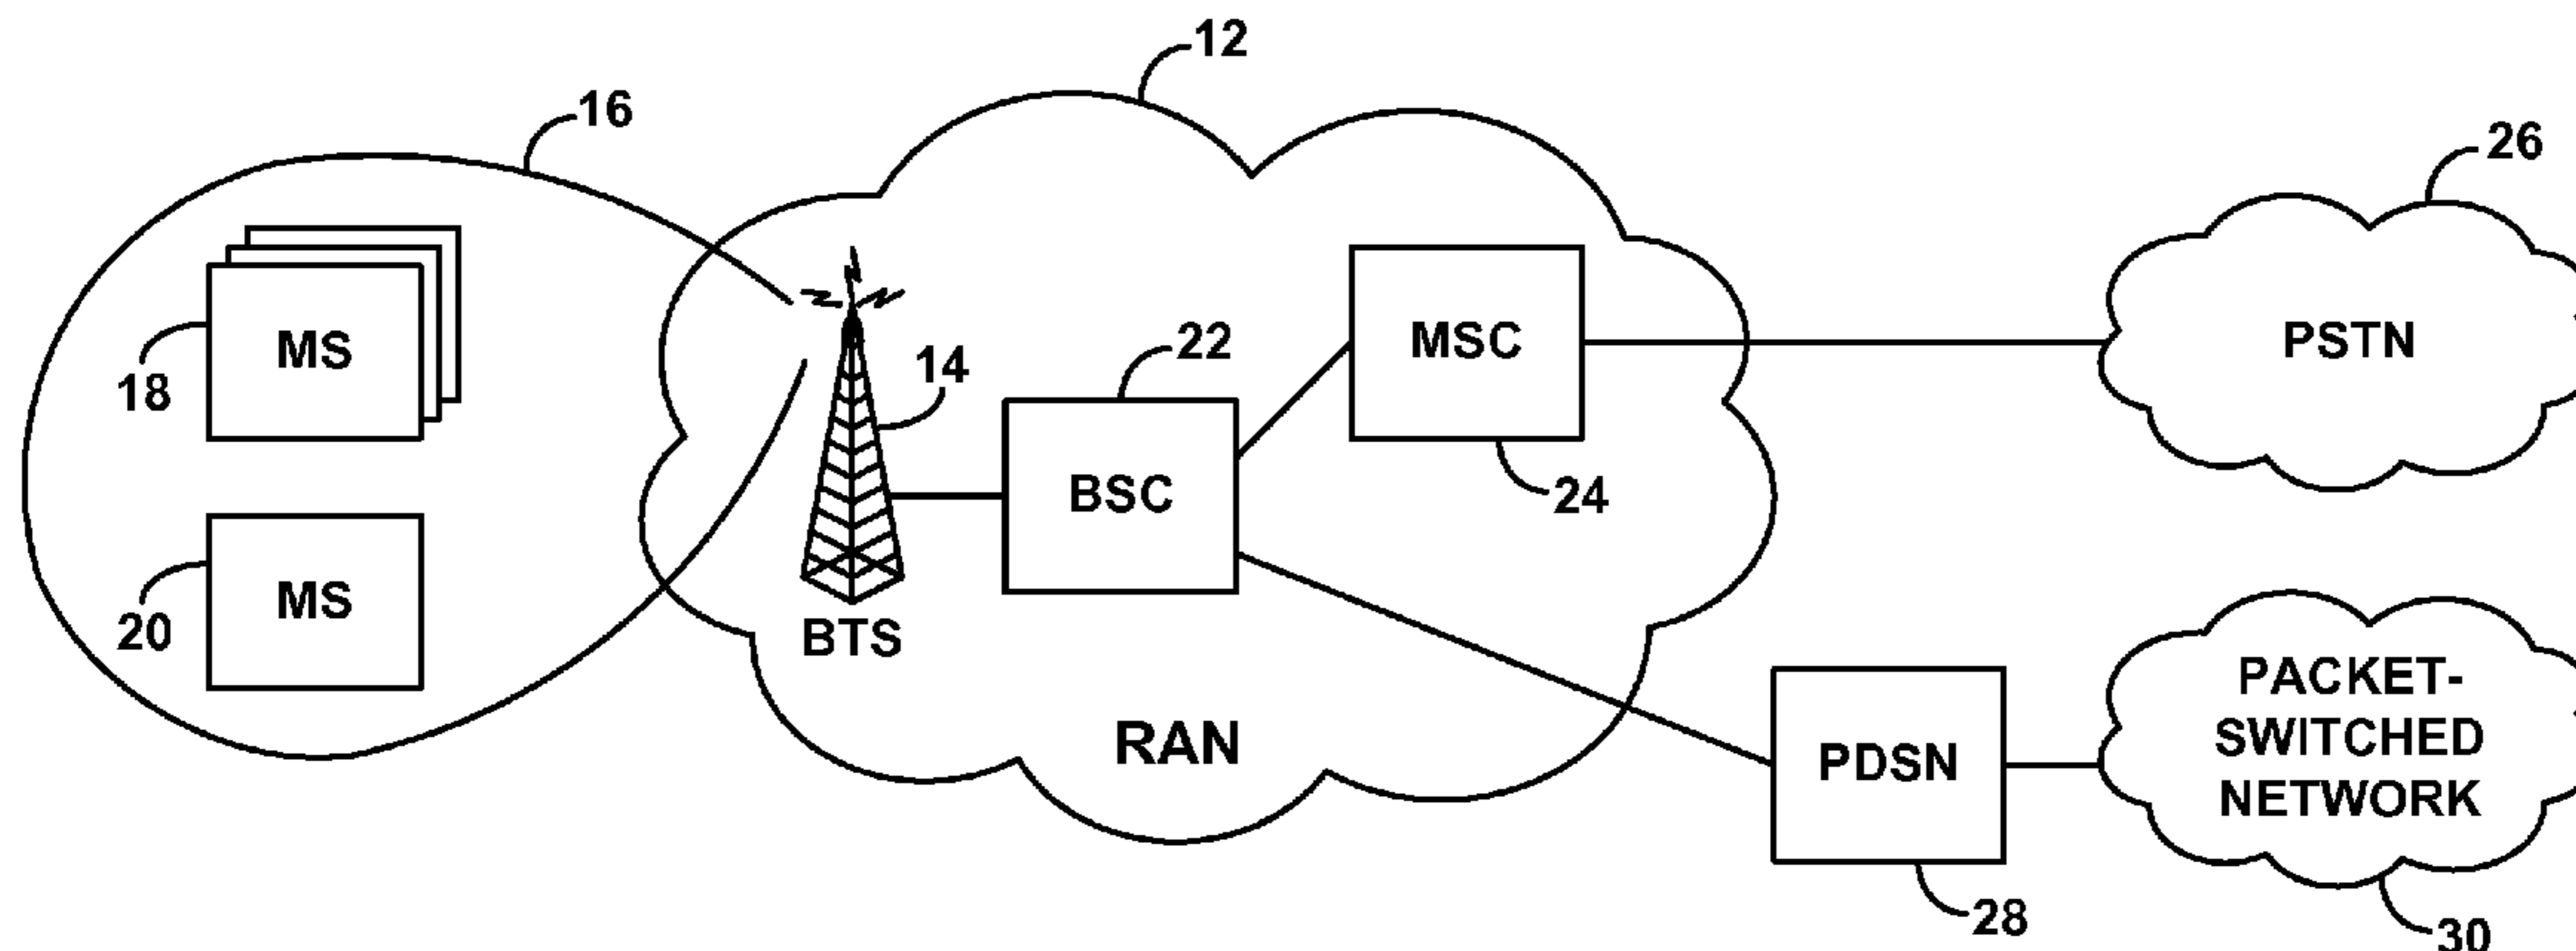 12
16
26
MS
18
14
22
MSC
PSTN
BSC
24
MS
20
BTS
RAN
PDSN
PACKET-
SWITCHED
NETWORK
28
30